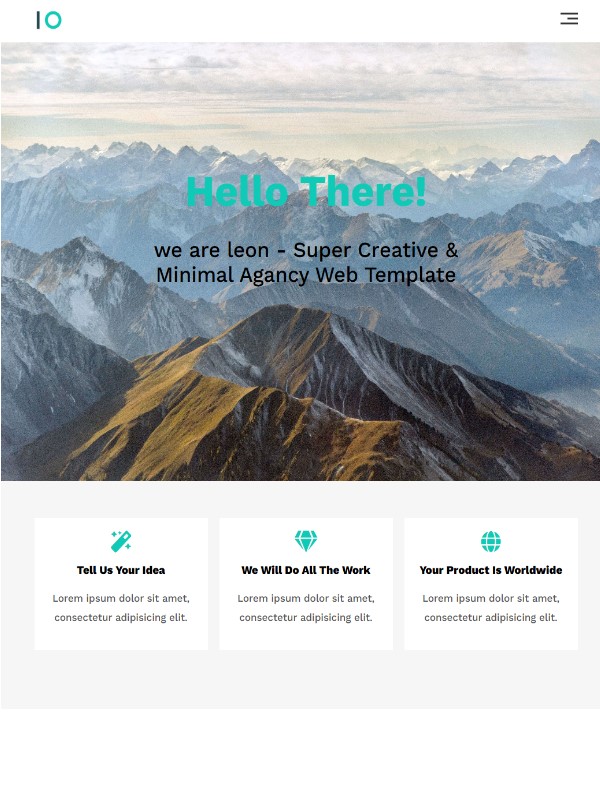 IO
Hello There!
we are leon - Super Creative &
Minimal Agancy Web Template
Tell Us Your Idea
Lorem ipsum dolor sit amet,
consectetur adipisicing elit.
We Will Do All The Work
Lorem ipsum dolor sit amet,
consectetur adipisicing elit.
Your Product Is Worldwide
Lorem ipsum dolor sit amet,
consectetur adipisicing elit.